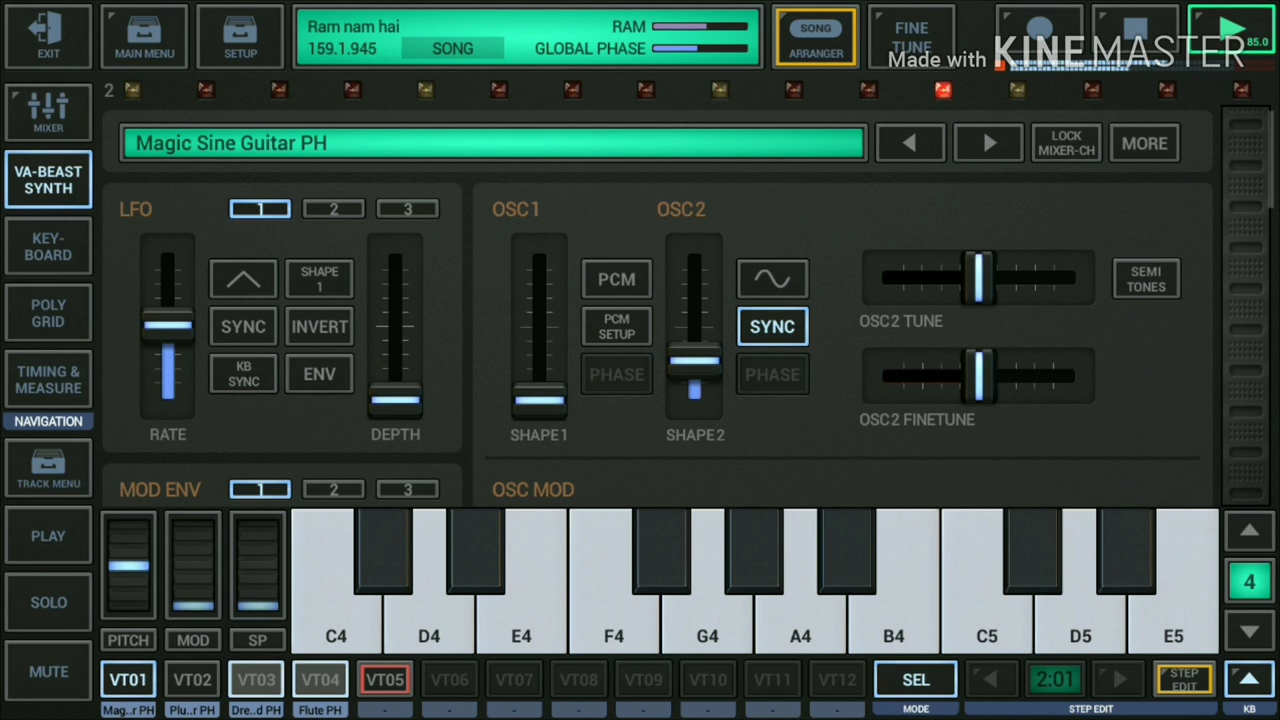 EXIT
MAIN MENU
SETUP
Ram nam hai
159.1.945
SONG
RAM
GLOBAL PHASE
SONG
ARRANGER
FINE
TUNE
85.0
Made with KINEMASTER
MIXER
2
VA-BEAST
SYNTH
Magic Sine Guitar PH
LOCK
MIXER-CH
MORE
KEY-
BOARD
POLY
GRID
TIMING &
MEASURE
NAVIGATION
TRACK MENU
PLAY
SOLO
MUTE
LFO
1 2 3
SHAPE
1
SYNC
INVERT
KB
SYNC
ENV
RATE
DEPTH
OSC 1
OSC 2
PCM
PCM
SETUP
PHASE
SYNC
PHASE
SHAPE1
SHAPE2
OSC2 TUNE
SEMI
TONES
OSC2 FINETUNE
MOD ENV
1 2 3
OSC MOD
PITCH MOD SP
C4 D4 E4 F4 G4 A4 B4 C5 D5 E5
4
VT01 VT02 VT03 VT04 VT05 VT06 VT07 VT08 VT09 VT10 VT11 VT12
SEL
2:01
STEP
EDIT
Mag..r PH Plu..r PH Dre..d PH Flute PH - - - - - - - -
MODE
STEP EDIT
KB